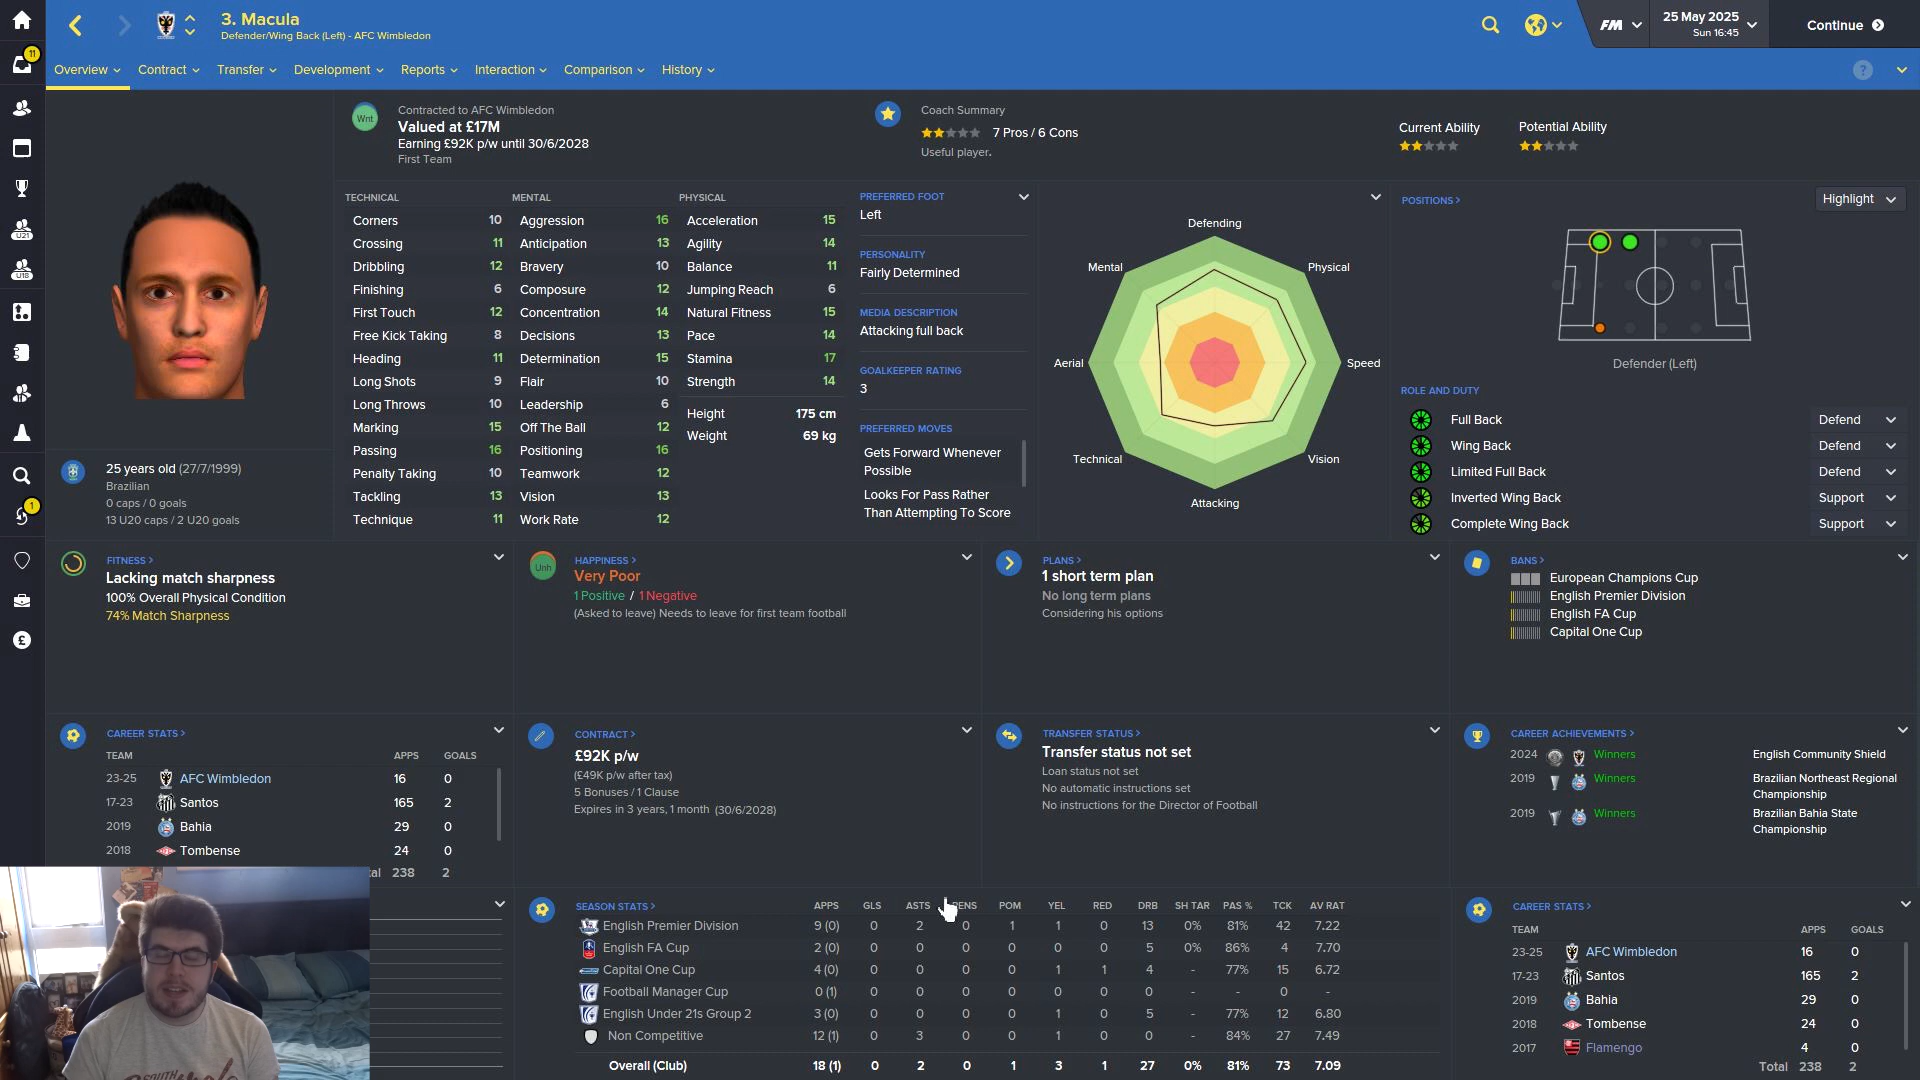 3. Macula
Defender/Wing Back (Left) - AFC Wimbledon
FM
25 May 2025
Sun 16:45
Continue
11
Overview
Contract
Transfer
Development
Reports
Interaction
Comparison
History
?
U21
U18
1
Wnt
Contracted to AFC Wimbledon
Valued at £17M
Earning £92K p/w until 30/6/2028
First Team
Coach Summary
7 Pros / 6 Cons
Useful player.
Current Ability
Potential Ability
25 years old (27/7/1999)
Brazilian
0 caps / 0 goals
13 U20 caps / 2 U20 goals
TECHNICAL
Corners 10
Crossing 11
Dribbling 12
Finishing 6
First Touch 12
Free Kick Taking 8
Heading 11
Long Shots 9
Long Throws 10
Marking 15
Passing 16
Penalty Taking 10
Tackling 13
Technique 11
MENTAL
Aggression 16
Anticipation 13
Bravery 10
Composure 12
Concentration 14
Decisions 13
Determination 15
Flair 10
Leadership 6
Off The Ball 12
Positioning 16
Teamwork 12
Vision 13
Work Rate 12
PHYSICAL
Acceleration 15
Agility 14
Balance 11
Jumping Reach 6
Natural Fitness 15
Pace 14
Stamina 17
Strength 14
Height 175 cm
Weight 69 kg
PREFERRED FOOT
Left
PERSONALITY
Fairly Determined
MEDIA DESCRIPTION
Attacking full back
GOALKEEPER RATING
3
PREFERRED MOVES
Gets Forward Whenever
Possible
Looks For Pass Rather
Than Attempting To Score
Defending
Mental
Physical
Aerial
Speed
Technical
Vision
Attacking
POSITIONS >
Highlight
Defender (Left)
ROLE AND DUTY
Full Back Defend
Wing Back Defend
Limited Full Back Defend
Inverted Wing Back Support
Complete Wing Back Support
FITNESS >
Lacking match sharpness
100% Overall Physical Condition
74% Match Sharpness
Unh
HAPPINESS >
Very Poor
1 Positive / 1 Negative
(Asked to leave) Needs to leave for first team football
PLANS >
1 short term plan
No long term plans
Considering his options
BANS >
European Champions Cup
English Premier Division
English FA Cup
Capital One Cup
CAREER STATS >
TEAM APPS GOALS
23-25 AFC Wimbledon 16 0
17-23 Santos 165 2
2019 Bahia 29 0
2018 Tombense 24 0
al 238 2
CONTRACT >
£92K p/w
(£49K p/w after tax)
5 Bonuses / 1 Clause
Expires in 3 years, 1 month (30/6/2028)
TRANSFER STATUS >
Transfer status not set
Loan status not set
No automatic instructions set
No instructions for the Director of Football
CAREER ACHIEVEMENTS >
2024 Winners English Community Shield
2019 Winners Brazilian Northeast Regional
Championship
2019 Winners Brazilian Bahia State
Championship
SEASON STATS > APPS GLS ASTS PENS POM YEL RED DRB SH TAR PAS % TCK AV RAT
English Premier Division 9 (0) 0 2 0 1 1 0 13 0% 81% 42 7.22
English FA Cup 2 (0) 0 0 0 0 0 0 5 0% 86% 4 7.70
Capital One Cup 4 (0) 0 0 0 0 1 1 4 - 77% 15 6.72
Football Manager Cup 0 (1) 0 0 0 0 0 0 0 - - 0 -
English Under 21s Group 2 3 (0) 0 0 0 0 1 0 5 - 77% 12 6.80
Non Competitive 12 (1) 0 3 0 0 1 0 0 - 84% 27 7.49
Overall (Club) 18 (1) 0 2 0 1 3 1 27 0% 81% 73 7.09
CAREER STATS >
TEAM APPS GOALS
23-25 AFC Wimbledon 16 0
17-23 Santos 165 2
2019 Bahia 29 0
2018 Tombense 24 0
2017 Flamengo 4 0
Total 238 2